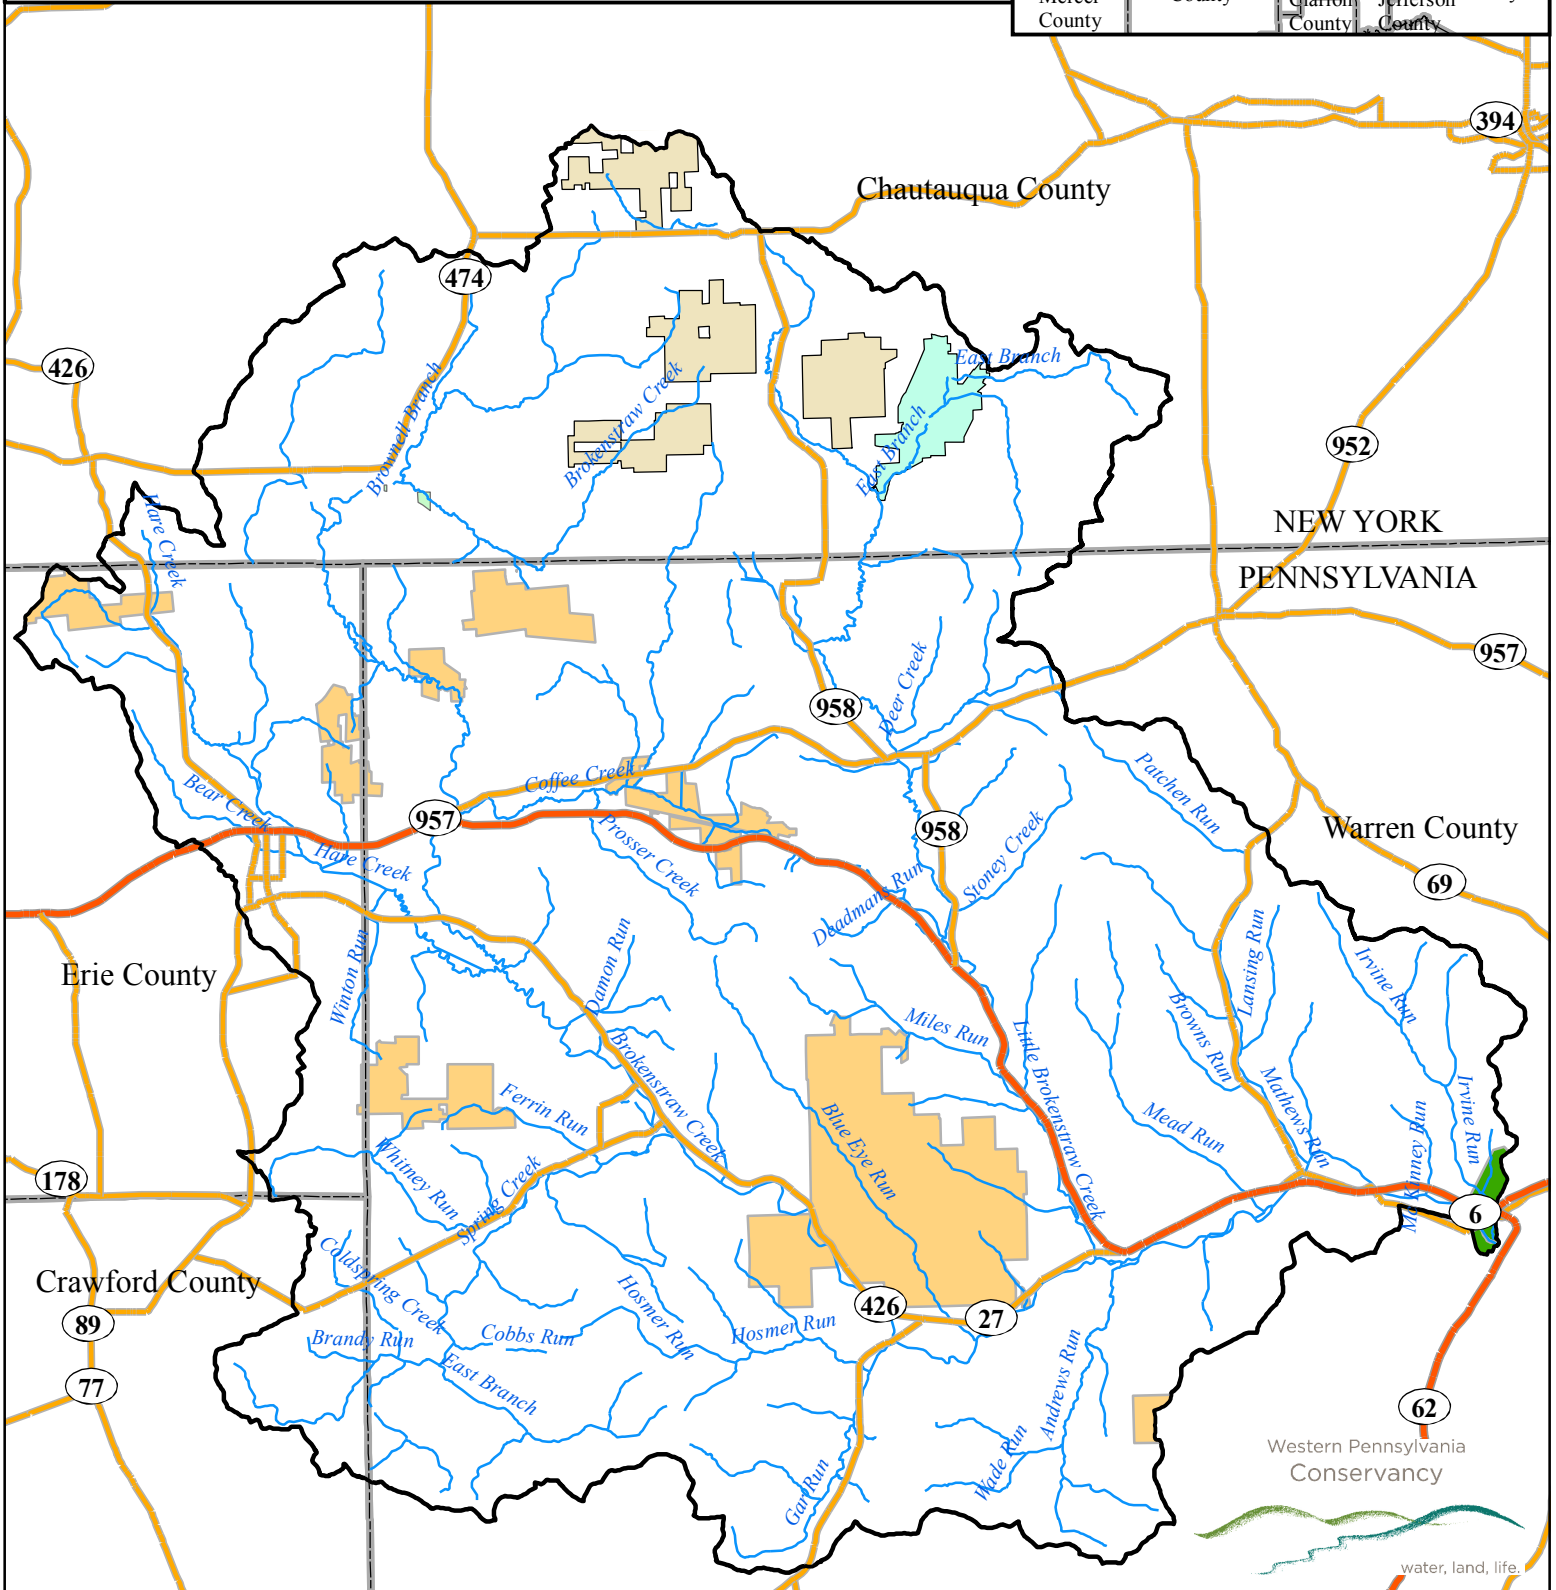 County
County
County
Jefferson
County
394
Chautauqua County
474
426
East Branch
Brownell Branch
Brokenstraw Creek
East Branch
952
Hare Creek
NEW YORK
PENNSYLVANIA
957
Deer Creek
958
Patchen Run
Coffee Creek
Bear Creek
957
958
Warren County
Prosser Creek
Stoney Creek
Hare Creek
69
Deadmans Run
Erie County
Winton Run
Damon Run
Lansing Run
Irvine Run
Browns Run
Miles Run
Little Brokenstraw Creek
Brokenstraw Creek
Ferrin Run
Blue Eye Run
Mead Run
Mathews Run
McKinney Run
Irvine Run
178
Whitney Run
Spring Creek
6
Crawford County
Coldspring Creek
Hosmer Run
426
27
89
Brandy Run
Cobbs Run
Hosmer Run
East Branch
Andrews Run
77
62
Wade Run
Gar Run
Western Pennsylvania
Conservancy
water, land, life.